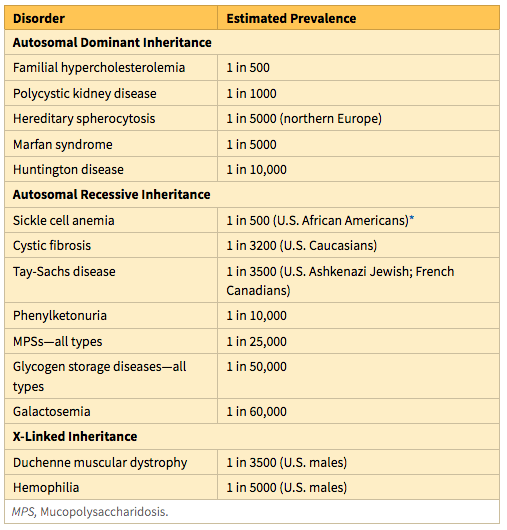 Disorder Estimated Prevalence
Autosomal Dominant Inheritance
Familial hypercholesterolemia 1 in 500
Polycystic kidney disease 1 in 1000
Hereditary spherocytosis 1 in 5000 (northern Europe)
Marfan syndrome 1 in 5000
Huntington disease 1 in 10,000
Autosomal Recessive Inheritance
Sickle cell anemia 1 in 500 (U.S. African Americans)*
Cystic fibrosis 1 in 3200 (U.S. Caucasians)
Tay-Sachs disease 1 in 3500 (U.S. Ashkenazi Jewish; French
Canadians)
Phenylketonuria 1 in 10,000
MPSs—all types 1 in 25,000
Glycogen storage diseases—all 1 in 50,000
types
Galactosemia 1 in 60,000
X-Linked Inheritance
Duchenne muscular dystrophy 1 in 3500 (U.S. males)
Hemophilia 1 in 5000 (U.S. males)
MPS, Mucopolysaccharidosis.